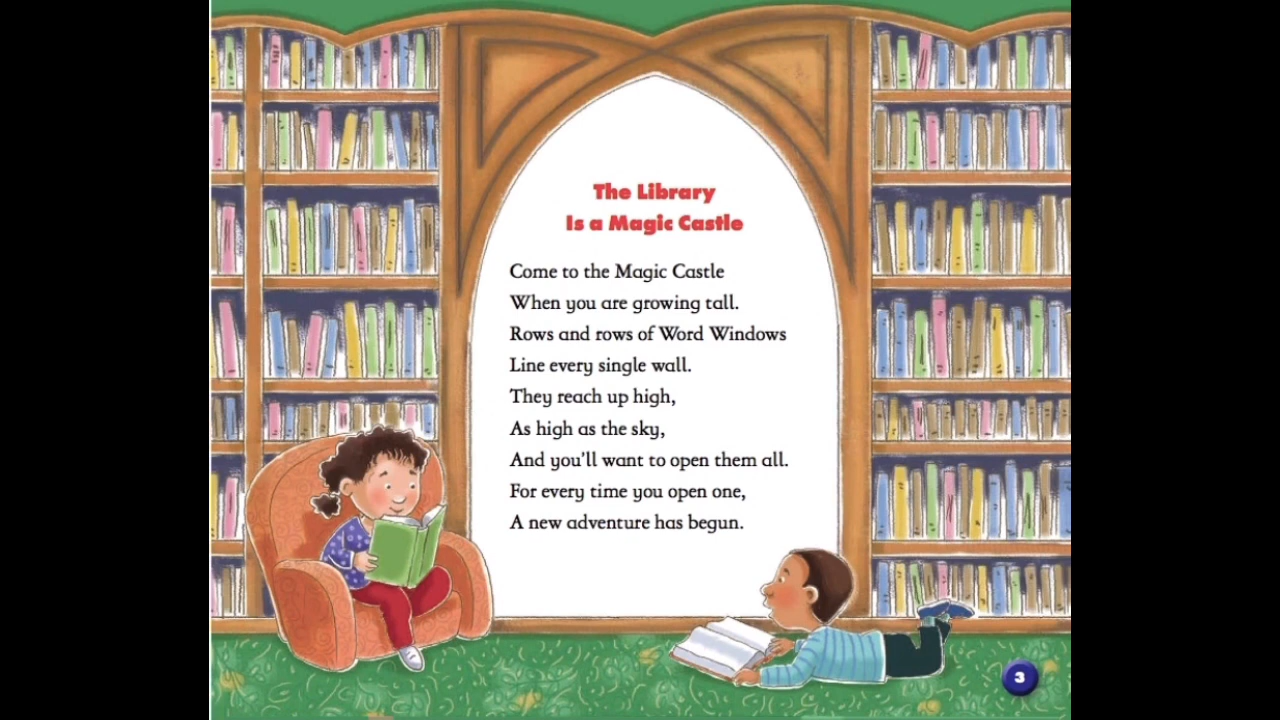 The Library
Is a Magic Castle
Come to the Magic Castle
When you are growing tall.
Rows and rows of Word Windows
Line every single wall.
They reach up high,
As high as the sky,
And you'll want to open them all.
For every time you open one,
A new adventure has begun.
3